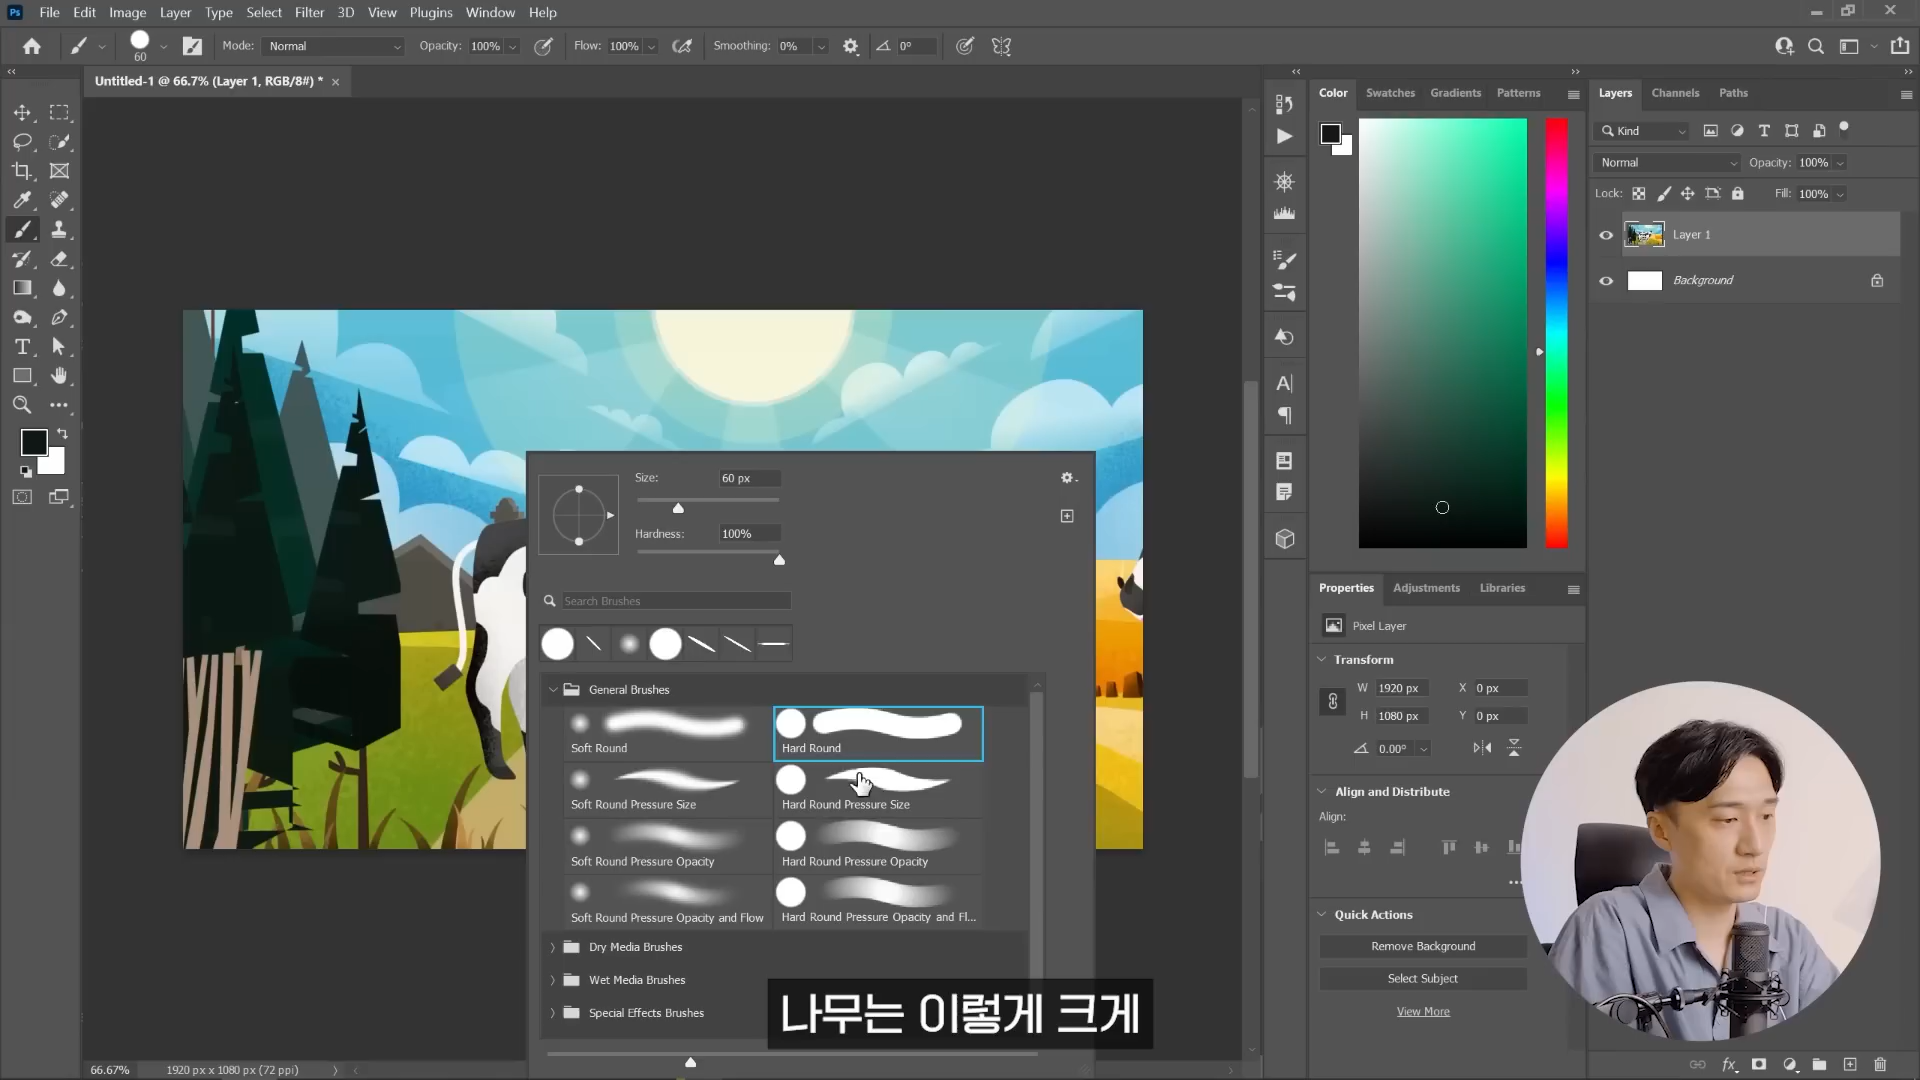 Ps File Edit Image Layer Type Select Filter 3D View Plugins Window Help
60 Mode: Normal Opacity: 100% Flow: 100% Smoothing: 0% 0°
Untitled-1 @ 66.7% (Layer 1, RGB/8#) *
Size: 60 px
Hardness: 100%
Search Brushes
General Brushes
Soft Round
Hard Round
Soft Round Pressure Size
Hard Round Pressure Size
Soft Round Pressure Opacity
Hard Round Pressure Opacity
Soft Round Pressure Opacity and Flow
Hard Round Pressure Opacity and Fl...
Dry Media Brushes
Wet Media Brushes
Special Effects Brushes
나무는 이렇게 크게
66.67% 1920 px x 1080 px (72 ppi)
Color Swatches Gradients Patterns
Properties Adjustments Libraries
Pixel Layer
Transform
W 1920 px X 0 px
H 1080 px Y 0 px
0.00°
Align and Distribute
Align:
Quick Actions
Remove Background
Select Subject
View More
Layers Channels Paths
Kind
Normal Opacity: 100%
Lock: Fill: 100%
Layer 1
Background